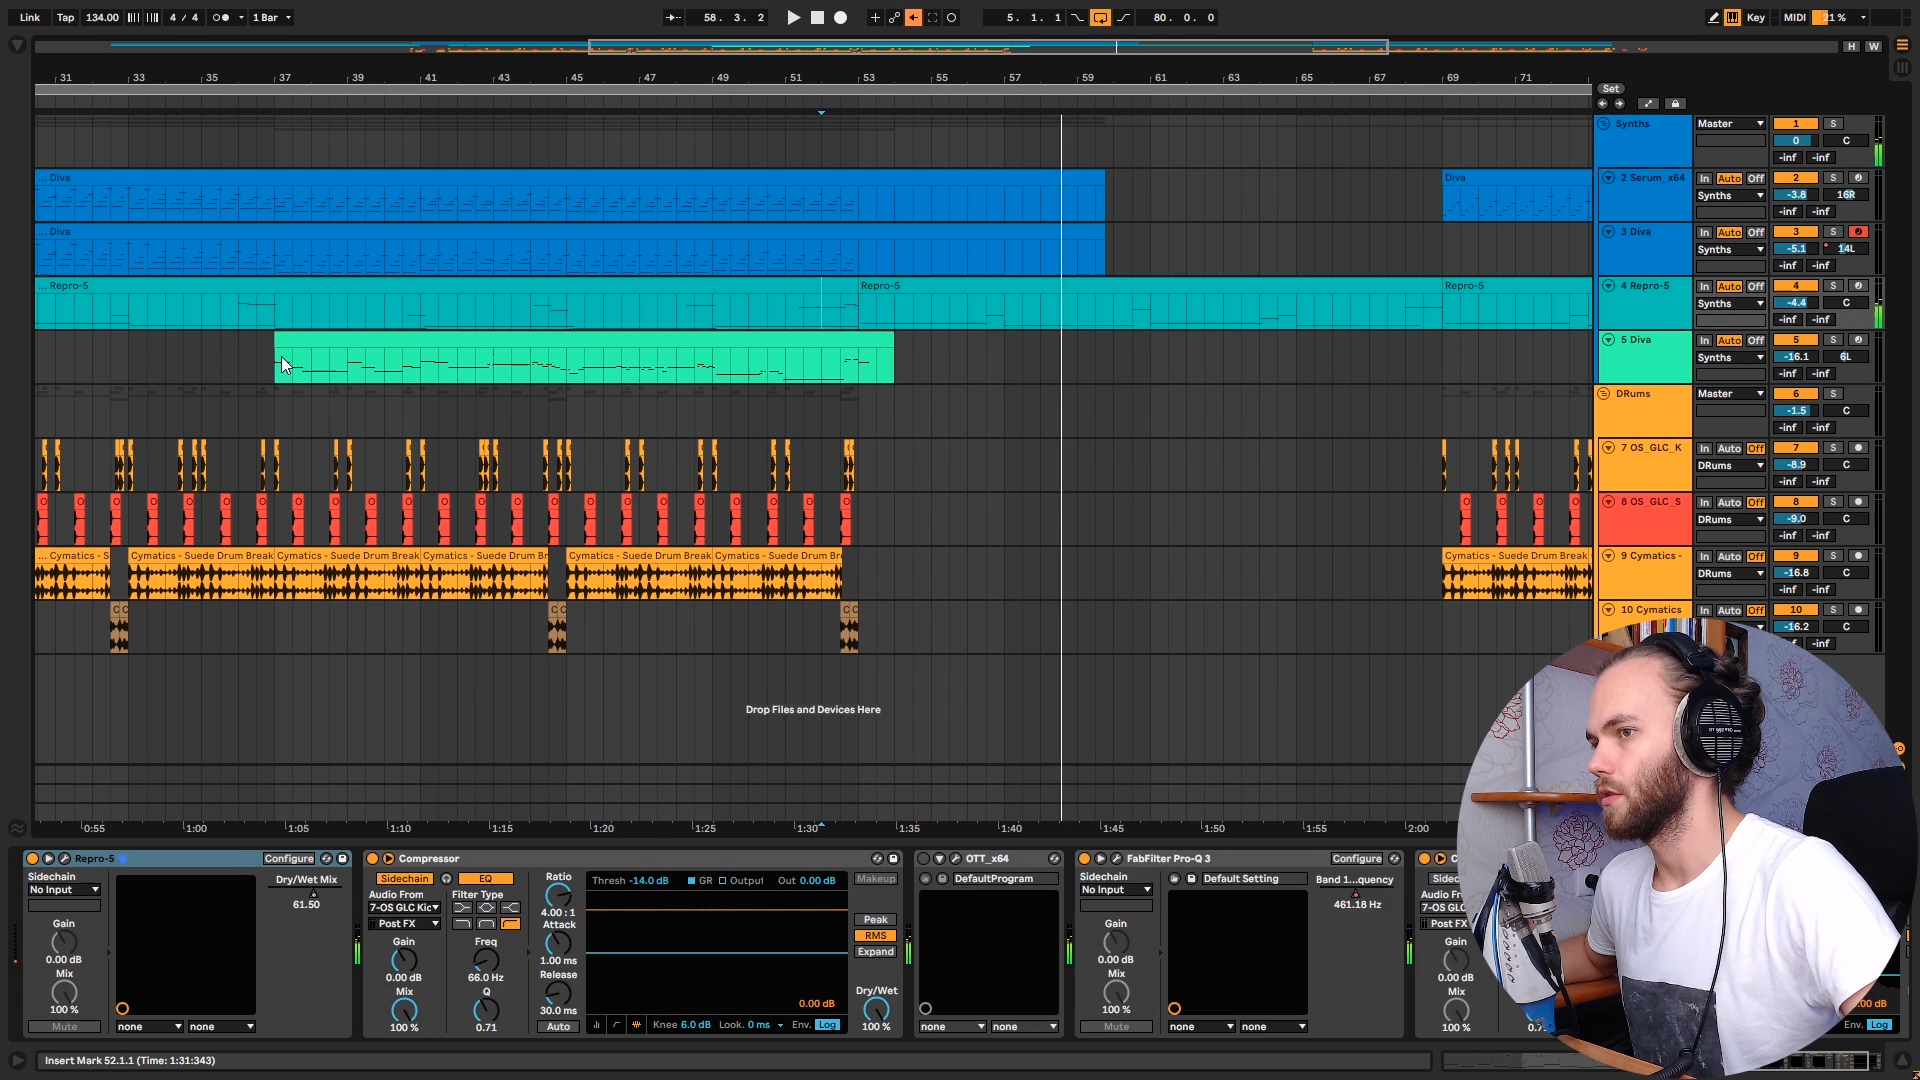 Link Tap 134.00 4 / 4 1 Bar 58. 3. 2 5. 1. 1 80. 0. 0 Key MIDI 21 %
H W
31 33 35 37 39 41 43 45 47 49 51 53 55 57 59 61 63 65 67 69 71
Set
Synths Master 1 S
0 C
-inf -inf
... Diva Diva 2 Serum_x64 In Auto Off 2 S
Synths -3.8 16R
-inf -inf
... Diva 3 Diva In Auto Off 3 S
Synths -5.1 14L
-inf -inf
... Repro-5 Repro-5 Repro-5 4 Repro-5 In Auto Off 4 S
Synths -4.4 C
-inf -inf
5 Diva In Auto Off 5 S
Synths -16.1 6L
-inf -inf
DRums Master 6 S
-1.5 C
-inf -inf
7 OS_GLC_K In Auto Off 7 S
DRums -8.9 C
-inf -inf
O O O O O O O O O O O O O O O O O O O O O O O O O O O 8 OS_GLC_S In Auto Off 8 S
DRums -9.0 C
-inf -inf
... Cymatics - S Cymatics - Suede Drum Break Cymatics - Suede Drum Break Cymatics - Suede Drum Br Cymatics - Suede Drum Break Cymatics - Suede Drum Br Cymatics - Suede Drum Break 9 Cymatics - In Auto Off 9 S
DRums -16.8 C
-inf -inf
C C C C C C 10 Cymatics In Auto Off 10 S
-16.2 C
-inf
Drop Files and Devices Here
0:55 1:00 1:05 1:10 1:15 1:20 1:25 1:30 1:35 1:40 1:45 1:50 1:55 2:00
Repro-5 Configure Compressor OTT_x64 FabFilter Pro-Q 3 Configure
Sidechain
No Input
Gain
0.00 dB
Mix
100 %
Mute
none none
Dry/Wet Mix
61.50
Sidechain EQ
Audio From Filter Type
7-OS GLC Kic
Post FX
Gain Freq
0.00 dB 66.0 Hz
Mix Q
100 % 0.71
Ratio
4.00 : 1
Attack
1.00 ms
Release
30.0 ms
Auto
Thresh -14.0 dB GR Output Out 0.00 dB
0.00 dB
Knee 6.0 dB Look. 0 ms Env. Log
Makeup
Peak
RMS
Expand
Dry/Wet
100 %
DefaultProgram
none none
Sidechain
No Input
Gain
0.00 dB
Mix
100 %
Mute
Default Setting
none none
Band 1...quency
461.18 Hz
Audio F
7-OS GLC
Post FX
Gain
0.00 dB
Mix
100 %
Env. Log
Insert Mark 52.1.1 (Time: 1:31:343)